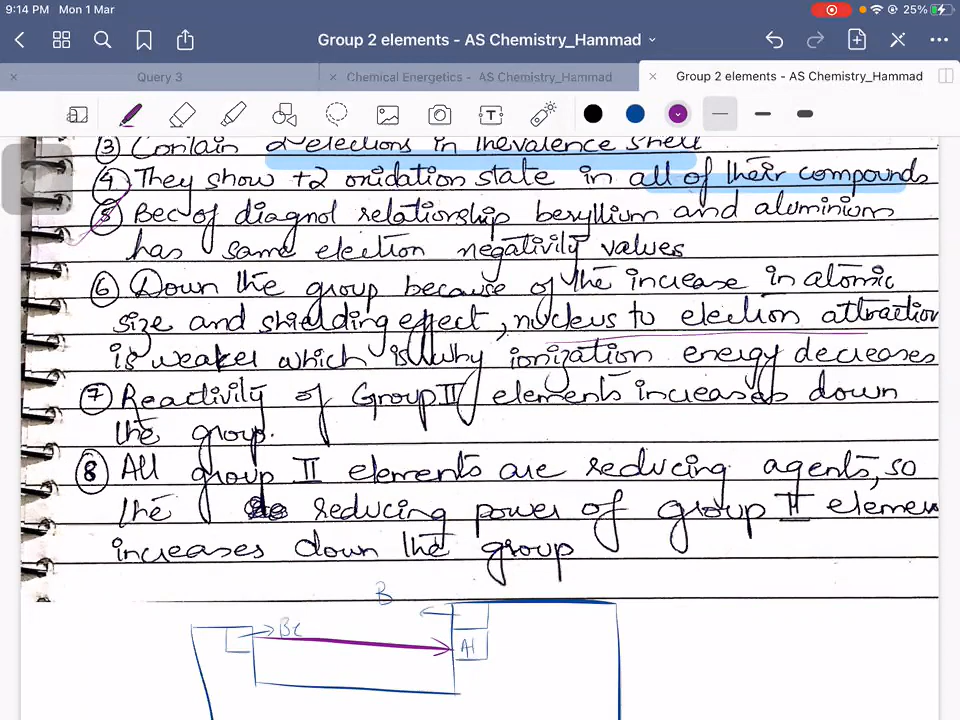 9:14 PM Mon 1 Mar
25%
Group 2 elements - AS Chemistry_Hammad
Query 3
Chemical Energetics - AS Chemistry_Hammad
Group 2 elements - AS Chemistry_Hammad
③ Contain 2 electrons in the valence shell
④ They show +2 oxidation state in all of their compounds
⑤ Bec of diagnol relationship beryllium and aluminium
has same election negativity values
⑥ Down the group because of the increase in atomic
size and shielding effect, nucleus to election attraction
is weaker which is why ionization energy decreases
⑦ Reactivity of Group II elements increases down
the group.
⑧ All group II elements are reducing agents, so
the reducing power of group II elemen
increases down the group
B
Be
Al